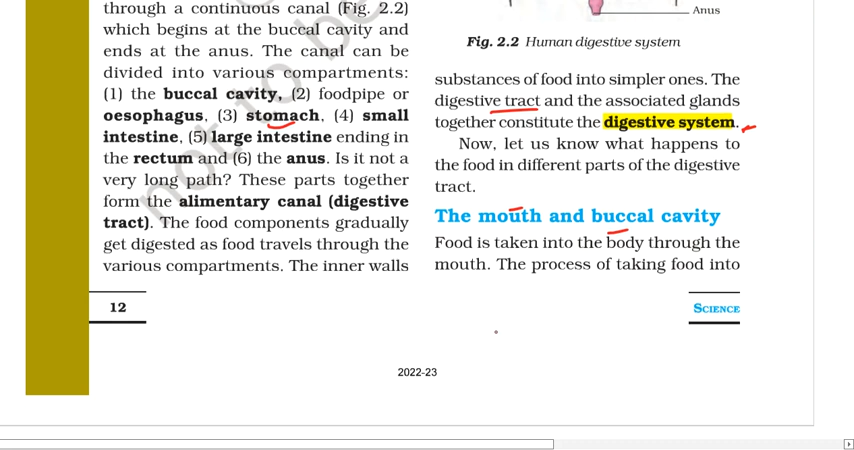 through a continuous canal (Fig. 2.2)
which begins at the buccal cavity and
ends at the anus. The canal can be
divided into various compartments:
(1) the buccal cavity, (2) foodpipe or
oesophagus, (3) stomach, (4) small
intestine, (5) large intestine ending in
the rectum and (6) the anus. Is it not a
very long path? These parts together
form the alimentary canal (digestive
tract). The food components gradually
get digested as food travels through the
various compartments. The inner walls
Anus
Fig. 2.2 Human digestive system
substances of food into simpler ones. The
digestive tract and the associated glands
together constitute the digestive system.
Now, let us know what happens to
the food in different parts of the digestive
tract.
The mouth and buccal cavity
Food is taken into the body through the
mouth. The process of taking food into
12
SCIENCE
2022-23
not to be